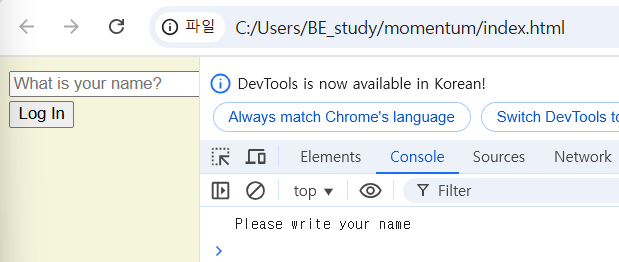 파일 C:/Users/BE_study/momentum/index.html
What is your name?
Log In
DevTools is now available in Korean!
Always match Chrome's language Switch DevTools to
Elements Console Sources Network
top ▼ Filter
Please write your name
>